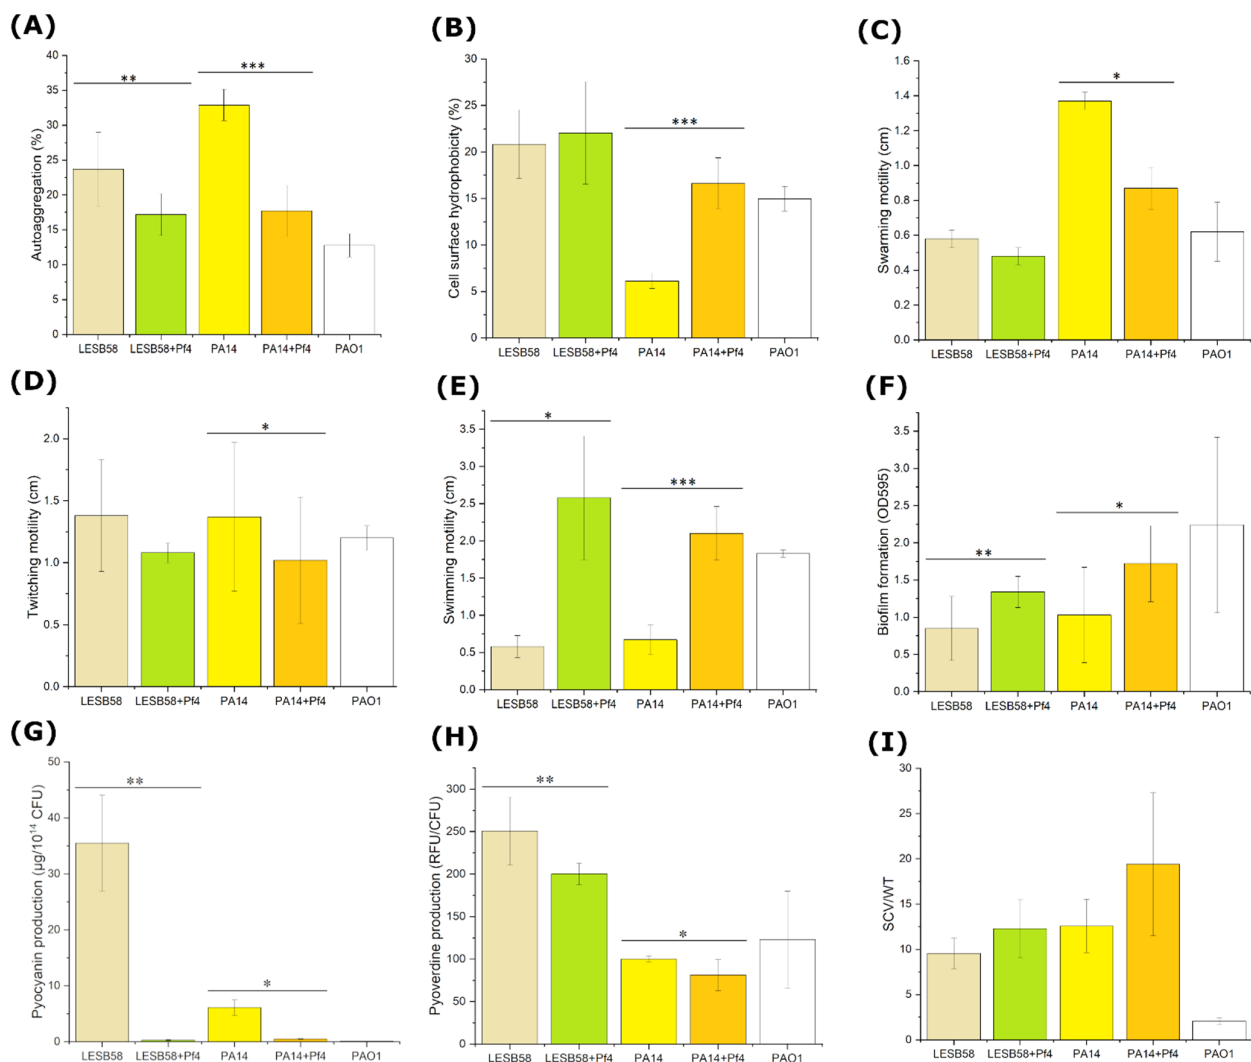 (A)
Autoaggregation (%)
40
35
30
25
20
15
10
5
0
**
***
LESB58
LESB58+Pf4
PA14
PA14+Pf4
PAO1
(B)
Cell surface hydrophobicity (%)
30
25
20
15
10
5
0
***
LESB58
LESB58+Pf4
PA14
PA14+Pf4
PAO1
(C)
Swarming motility (cm)
1.6
1.4
1.2
1.0
0.8
0.6
0.4
0.2
0.0
*
LESB58
LESB58+Pf4
PA14
PA14+Pf4
PAO1
(D)
Twitching motility (cm)
2.0
1.5
1.0
0.5
0.0
*
LESB58
LESB58+Pf4
PA14
PA14+Pf4
PAO1
(E)
Swimming motility (cm)
3.5
3.0
2.5
2.0
1.5
1.0
0.5
0.0
*
***
LESB58
LESB58+Pf4
PA14
PA14+Pf4
PAO1
(F)
Biofilm formation (OD595)
3.5
3.0
2.5
2.0
1.5
1.0
0.5
0.0
**
*
LESB58
LESB58+Pf4
PA14
PA14+Pf4
PAO1
(G)
Pyocyanin production (µg/10¹⁴ CFU)
50
40
30
20
10
0
**
*
LESB58
LESB58+Pf4
PA14
PA14+Pf4
PAO1
(H)
Pyoverdine production (RFU/CFU)
300
250
200
150
100
50
0
**
*
LESB58
LESB58+Pf4
PA14
PA14+Pf4
PAO1
(I)
SCV/WT
30
25
20
15
10
5
0
LESB58
LESB58+Pf4
PA14
PA14+Pf4
PAO1